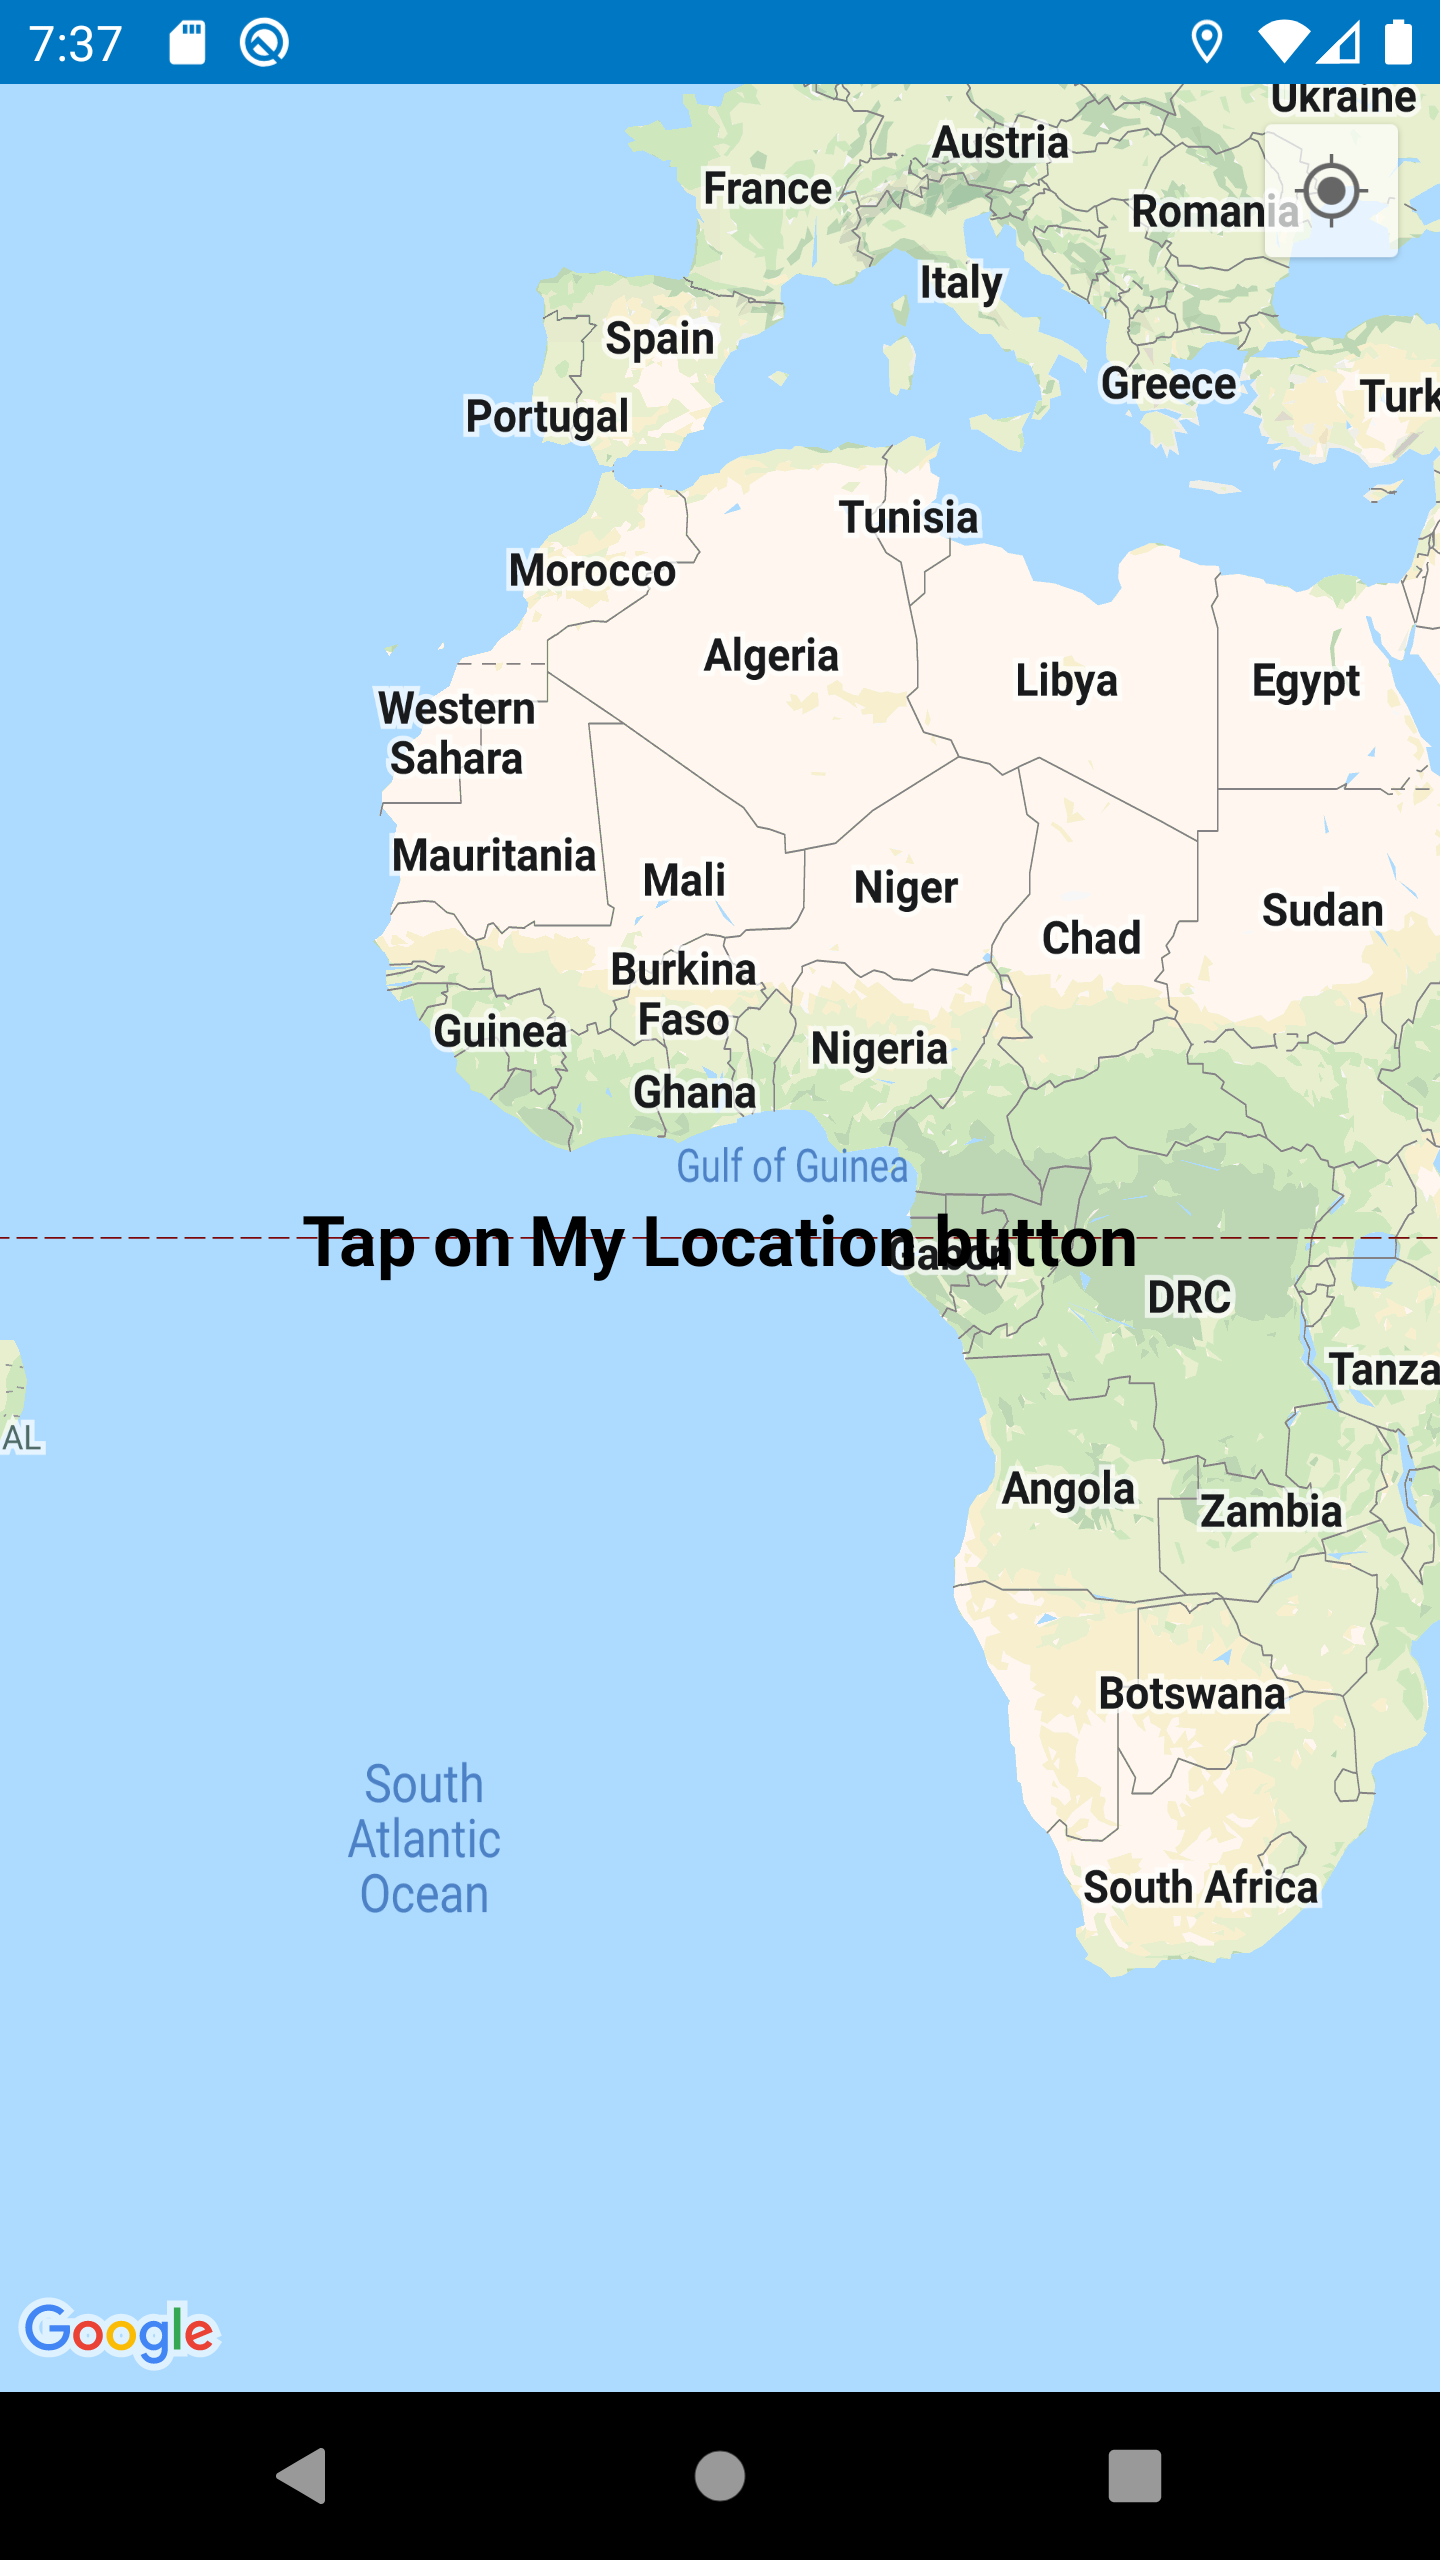 7:37
Ukraine
Austria
France
Romania
Italy
Spain
Greece
Turk
Portugal
Tunisia
Morocco
Algeria
Libya
Egypt
Western
Sahara
Mauritania
Mali
Niger
Sudan
Chad
Burkina
Faso
Guinea
Nigeria
Ghana
Gulf of Guinea
Tap on My Location button
Gabon
DRC
Tanza
AL
Angola
Zambia
Botswana
South
Atlantic
Ocean
South Africa
Google